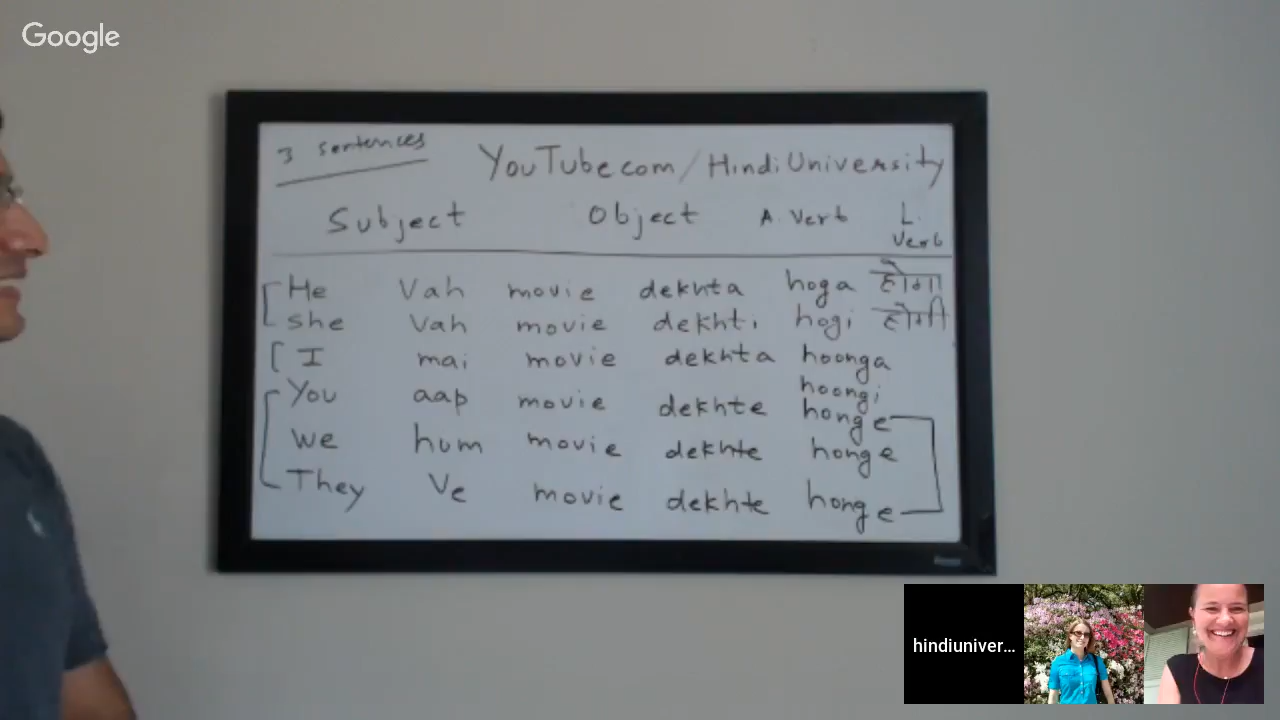 Google
3 sentences
YouTube.com/HindiUniversity
Subject Object A. Verb L. Verb
He Vah movie dekhta hoga होगा
she Vah movie dekhti hogi होगी
I mai movie dekhta hoonga
hoongi
You aap movie dekhte honge
we hum movie dekhte honge
They Ve movie dekhte honge
hindiuniver...